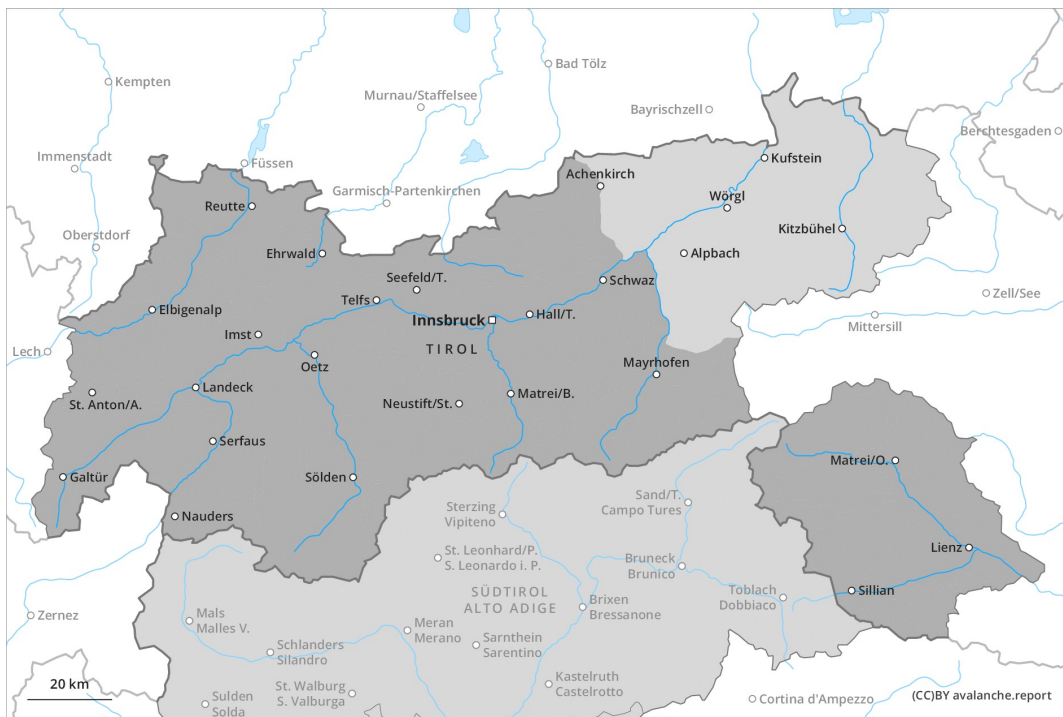 Kempten
Bad Tölz
Murnau/Staffelsee
Bayrischzell
Berchtesgaden
Immenstadt
Füssen
Kufstein
Achenkirch
Garmisch-Partenkirchen
Reutte
Wörgl
Kitzbühel
Oberstdorf
Ehrwald
Alpbach
Seefeld/T.
Schwaz
Zell/See
Telfs
Elbigenalp
Innsbruck
Hall/T.
Mittersill
Imst
TIROL
Lech
Oetz
Mayrhofen
Landeck
St. Anton/A.
Neustift/St.
Matrei/B.
Serfaus
Matrei/O.
Galtür
Sölden
Sand/T.
Campo Tures
Nauders
Sterzing
Vipiteno
Lienz
St. Leonhard/P.
S. Leonardo i. P.
Bruneck
Brunico
SÜDTIROL
ALTO ADIGE
Toblach
Dobbiaco
Sillian
Brixen
Bressanone
Zernez
Mals
Malles V.
Meran
Merano
Sarnthein
Sarentino
Schlanders
Silandro
20 km
Kastelruth
Castelrotto
St. Walburg
S. Valburga
Sulden
Solda
Cortina d'Ampezzo
(CC)BY avalanche.report